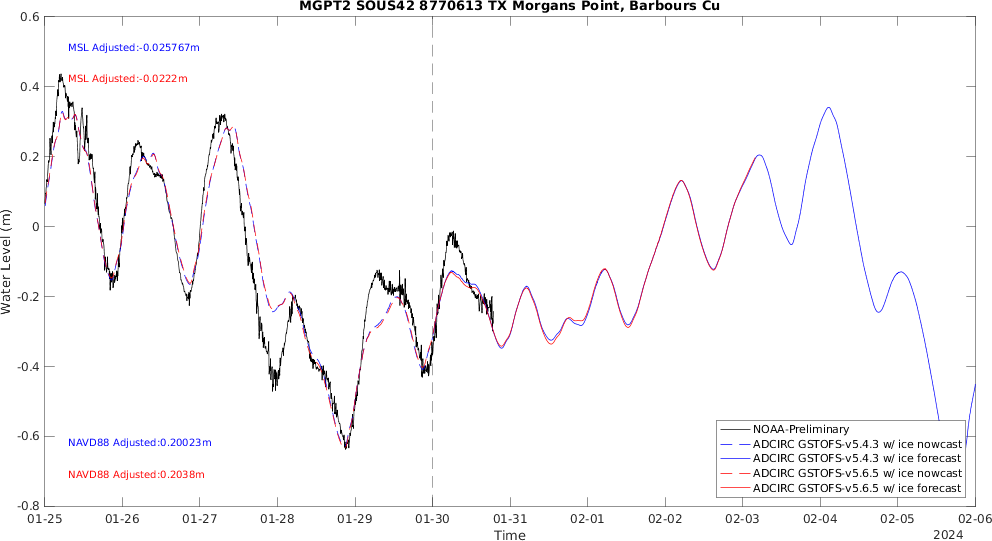 MGPT2 SOUS42 8770613 TX Morgans Point, Barbours Cu
MSL Adjusted:-0.025767m
MSL Adjusted:-0.0222m
NAVD88 Adjusted:0.20023m
NAVD88 Adjusted:0.2038m
Water Level (m)
0.6
0.4
0.2
0
-0.2
-0.4
-0.6
-0.8
NOAA-Preliminary
ADCIRC GSTOFS-v5.4.3 w/ ice nowcast
ADCIRC GSTOFS-v5.4.3 w/ ice forecast
ADCIRC GSTOFS-v5.6.5 w/ ice nowcast
ADCIRC GSTOFS-v5.6.5 w/ ice forecast
01-25 01-26 01-27 01-28 01-29 01-30 01-31 02-01 02-02 02-03 02-04 02-05 02-06
Time
2024